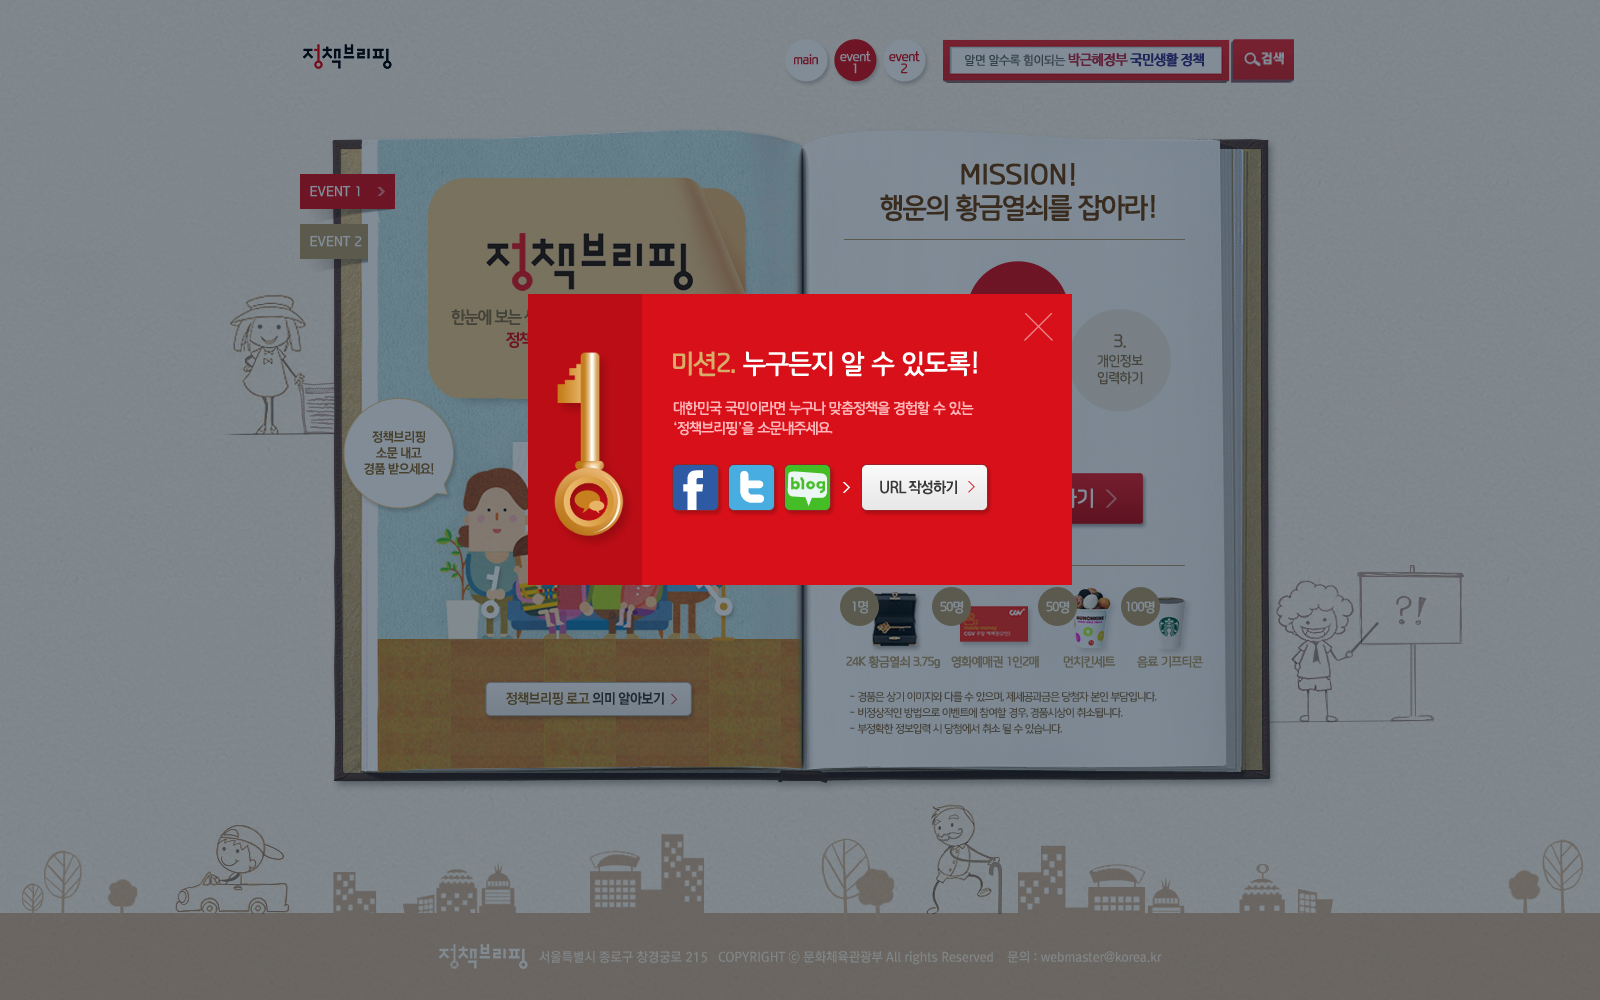 정책브리핑
main
event
1
event
2
알면 알수록 힘이되는 박근혜정부 국민생활 정책
검색
EVENT 1
EVENT 2
정책브리핑
한눈에 보는
정책
정책브리핑
소문 내고
경품 받으세요!
정책브리핑 로고 의미 알아보기
MISSION!
행운의 황금열쇠를 잡아라!
3.
개인정보
입력하기
미션2. 누구든지 알 수 있도록!
대한민국 국민이라면 누구나 맞춤정책을 경험할 수 있는
‘정책브리핑’을 소문내주세요.
blog
URL 작성하기
하기
1명
50명
50명
100명
CGV
24K 황금열쇠 3.75g
영화예매권 1인2매
먼치킨세트
음료 기프티콘
- 경품은 상기 이미지와 다를 수 있으며, 제세공과금은 당첨자 본인 부담입니다.
- 비정상적인 방법으로 이벤트에 참여할 경우, 경품시상이 취소됩니다.
- 부정확한 정보입력 시 당첨에서 취소 될 수 있습니다.
?!
정책브리핑 서울특별시 종로구 창경궁로 215 COPYRIGHT ⓒ 문화체육관광부 All rights Reserved 문의 : webmaster@korea.kr